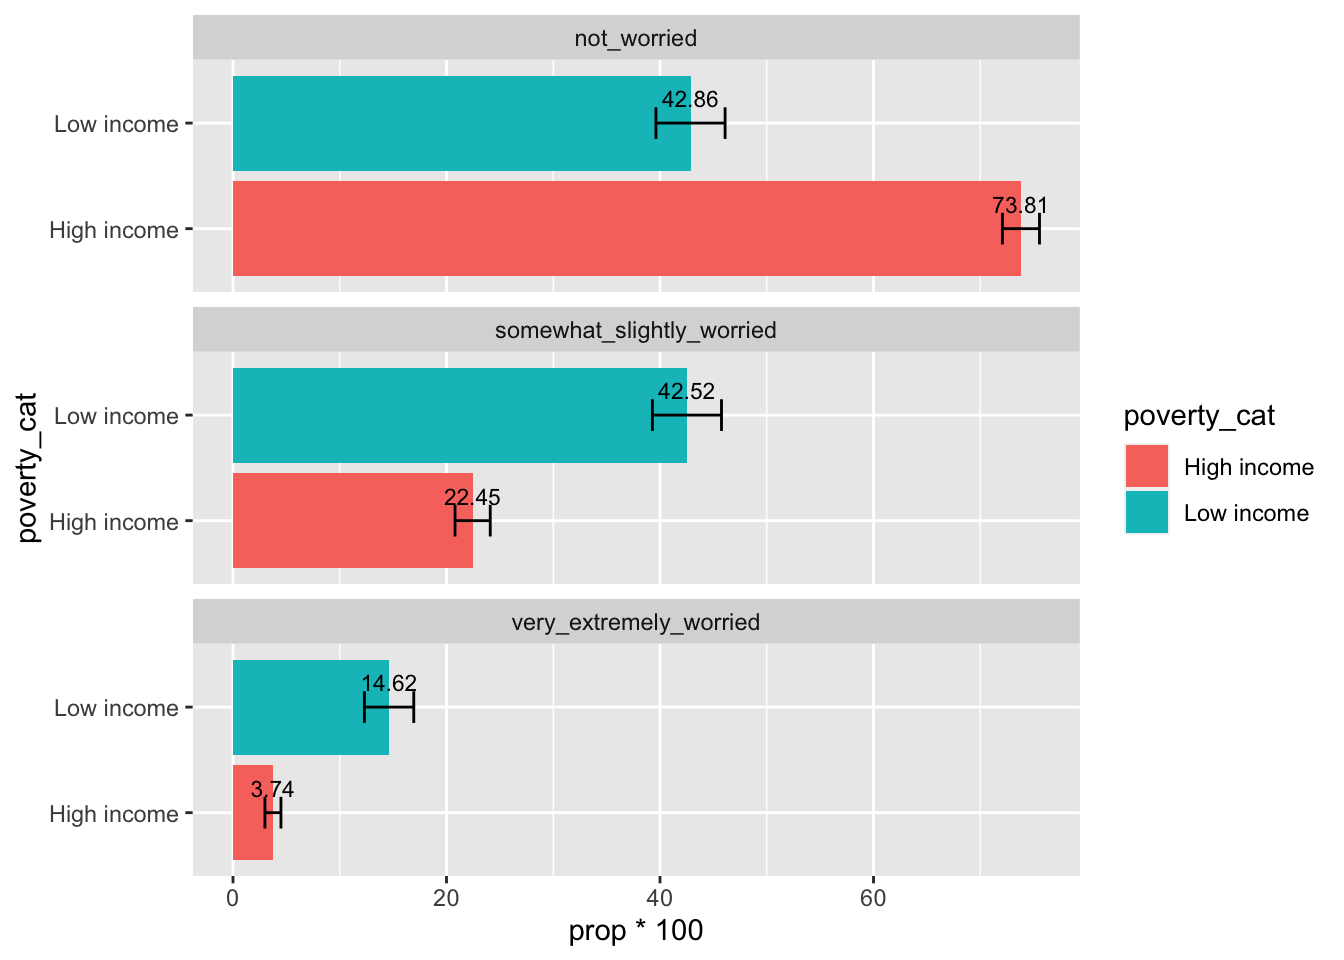 not_worried
Low income
42.86
High income
73.81
somewhat_slightly_worried
Low income
42.52
High income
22.45
very_extremely_worried
Low income
14.62
High income
3.74
0 20 40 60
prop * 100
poverty_cat
poverty_cat
High income
Low income